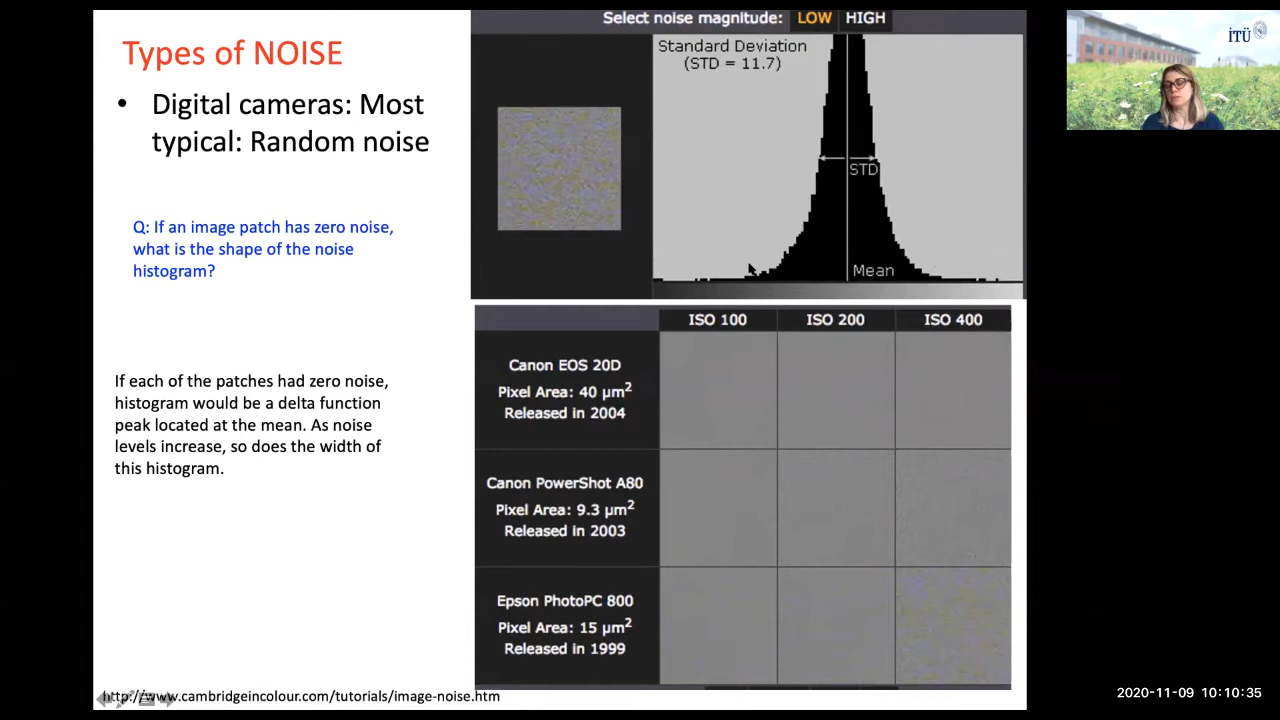 Types of NOISE
• Digital cameras: Most
typical: Random noise
Q: If an image patch has zero noise,
what is the shape of the noise
histogram?
If each of the patches had zero noise,
histogram would be a delta function
peak located at the mean. As noise
levels increase, so does the width of
this histogram.
http://www.cambridgeincolour.com/tutorials/image-noise.htm
Select noise magnitude: LOW HIGH
Standard Deviation
(STD = 11.7)
STD
Mean
ISO 100 ISO 200 ISO 400
Canon EOS 20D
Pixel Area: 40 µm²
Released in 2004
Canon PowerShot A80
Pixel Area: 9.3 µm²
Released in 2003
Epson PhotoPC 800
Pixel Area: 15 µm²
Released in 1999
İTÜ
2020-11-09 10:10:35